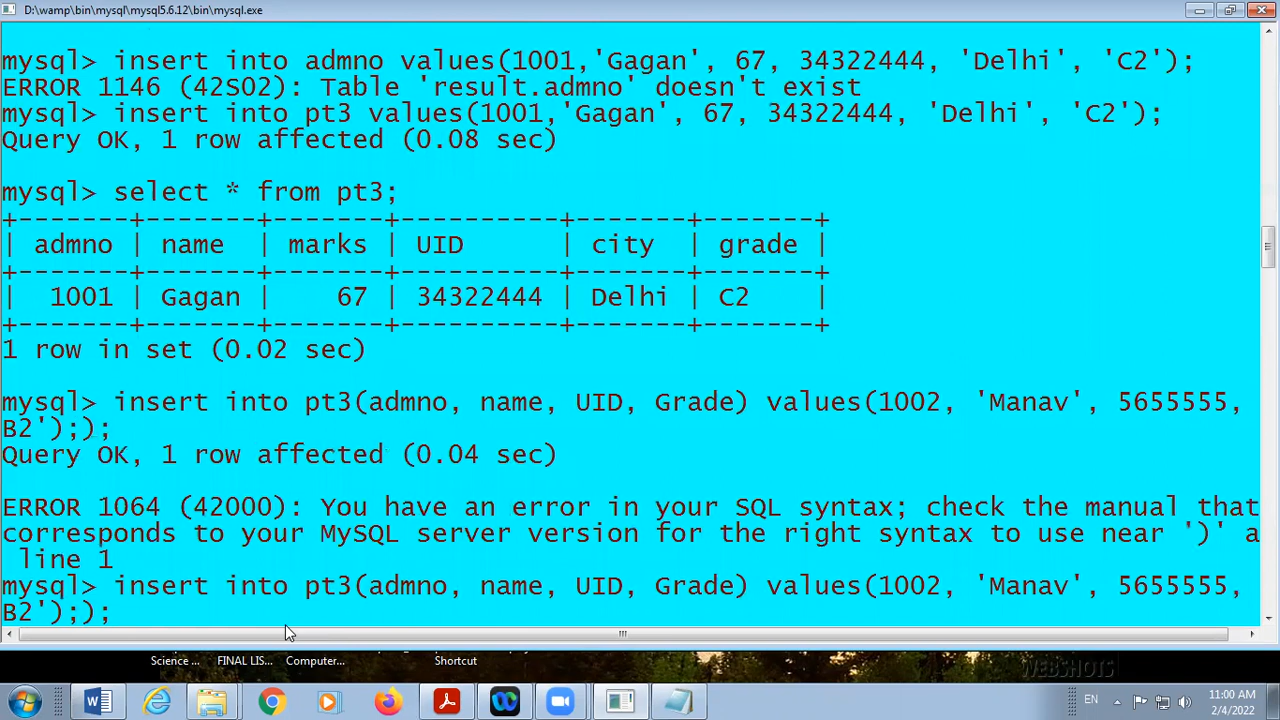 D:\wamp\bin\mysql\mysql5.6.12\bin\mysql.exe
mysql> insert into admno values(1001,'Gagan', 67, 34322444, 'Delhi', 'C2');
ERROR 1146 (42S02): Table 'result.admno' doesn't exist
mysql> insert into pt3 values(1001,'Gagan', 67, 34322444, 'Delhi', 'C2');
Query OK, 1 row affected (0.08 sec)
mysql> select * from pt3;
+-------+-------+-------+----------+-------+-------+
| admno | name | marks | UID | city | grade |
+-------+-------+-------+----------+-------+-------+
| 1001 | Gagan | 67 | 34322444 | Delhi | C2 |
+-------+-------+-------+----------+-------+-------+
1 row in set (0.02 sec)
mysql> insert into pt3(admno, name, UID, Grade) values(1002, 'Manav', 5655555,
B2'););
Query OK, 1 row affected (0.04 sec)
ERROR 1064 (42000): You have an error in your SQL syntax; check the manual that
corresponds to your MySQL server version for the right syntax to use near ')' a
line 1
mysql> insert into pt3(admno, name, UID, Grade) values(1002, 'Manav', 5655555,
B2'););
Science ... FINAL LIS... Computer... Shortcut
WEBSHOTS
EN 11:00 AM
2/4/2022